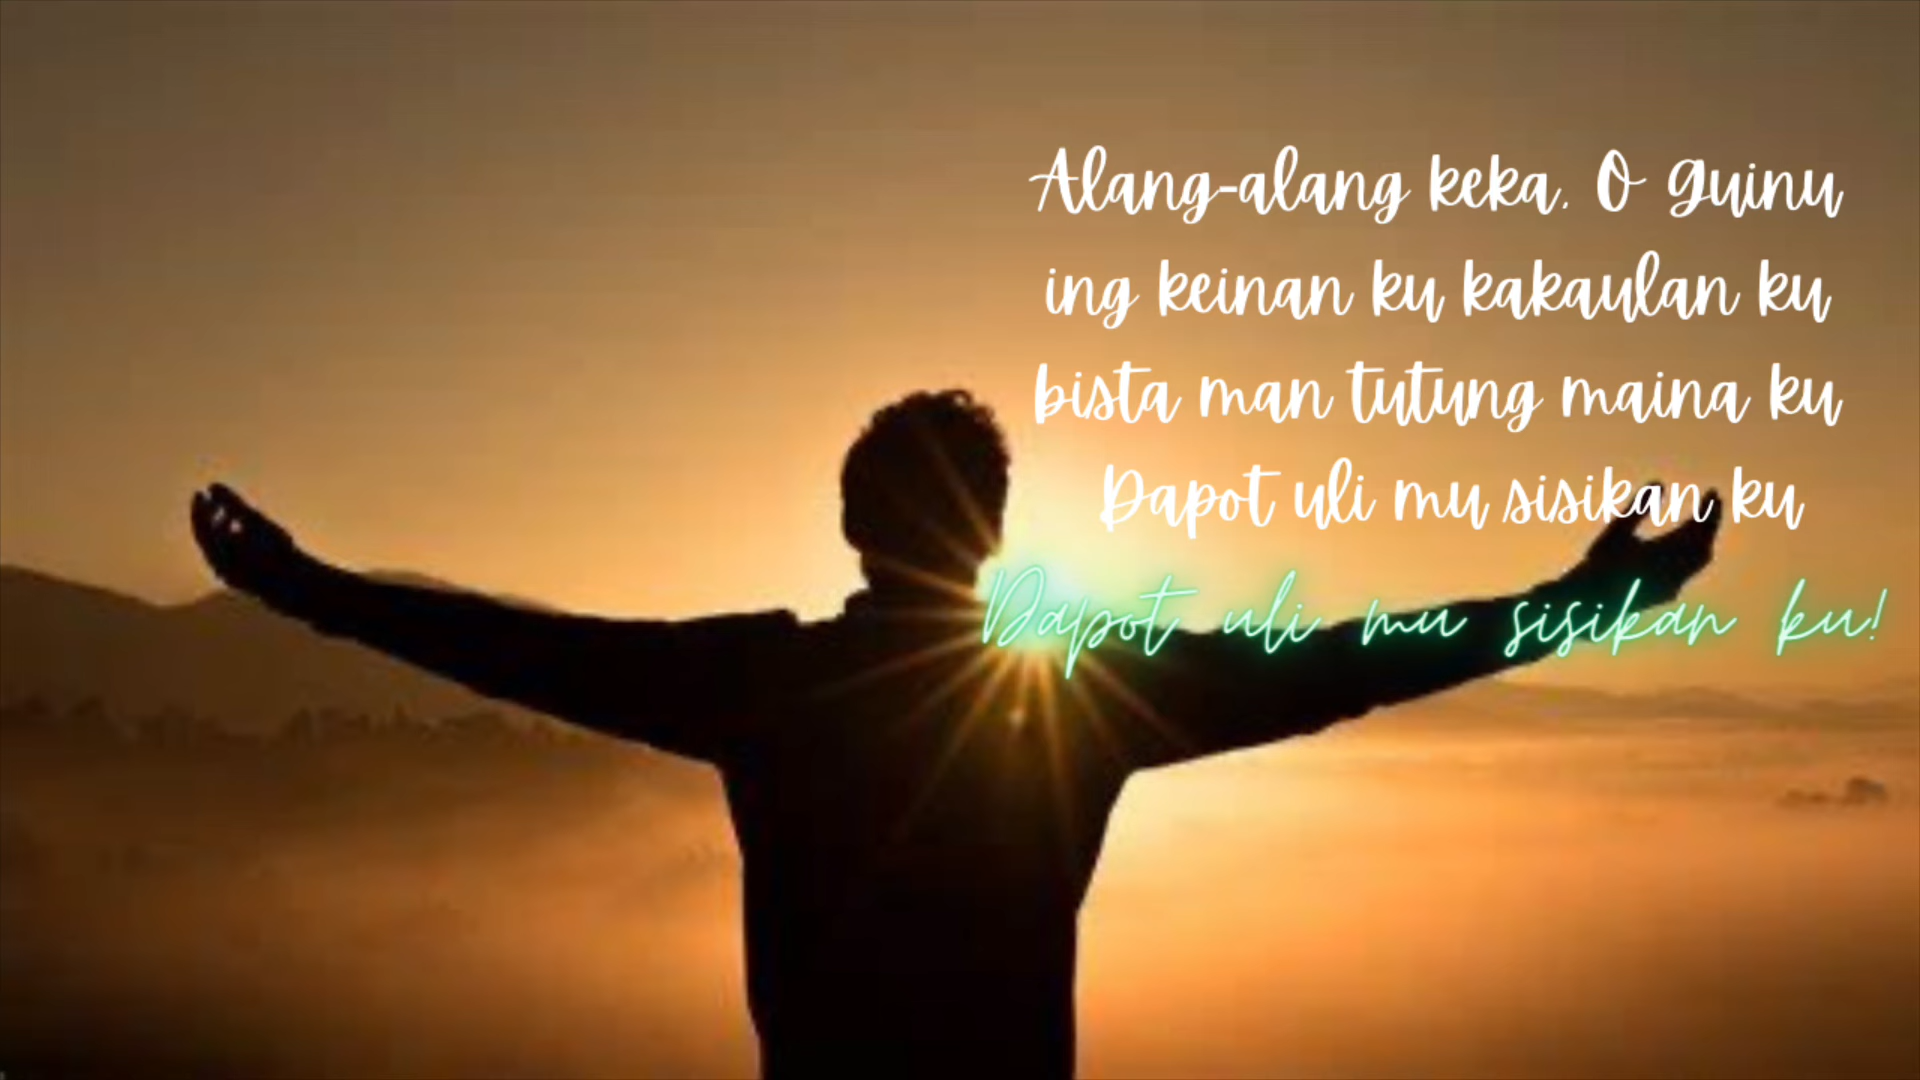 Alang-alang keka. O Guinu
ing keinan ku kakaulan ku
bista man tutung maina ku
Dapot uli mu sisikan ku
Dapot uli mu sisikan ku!